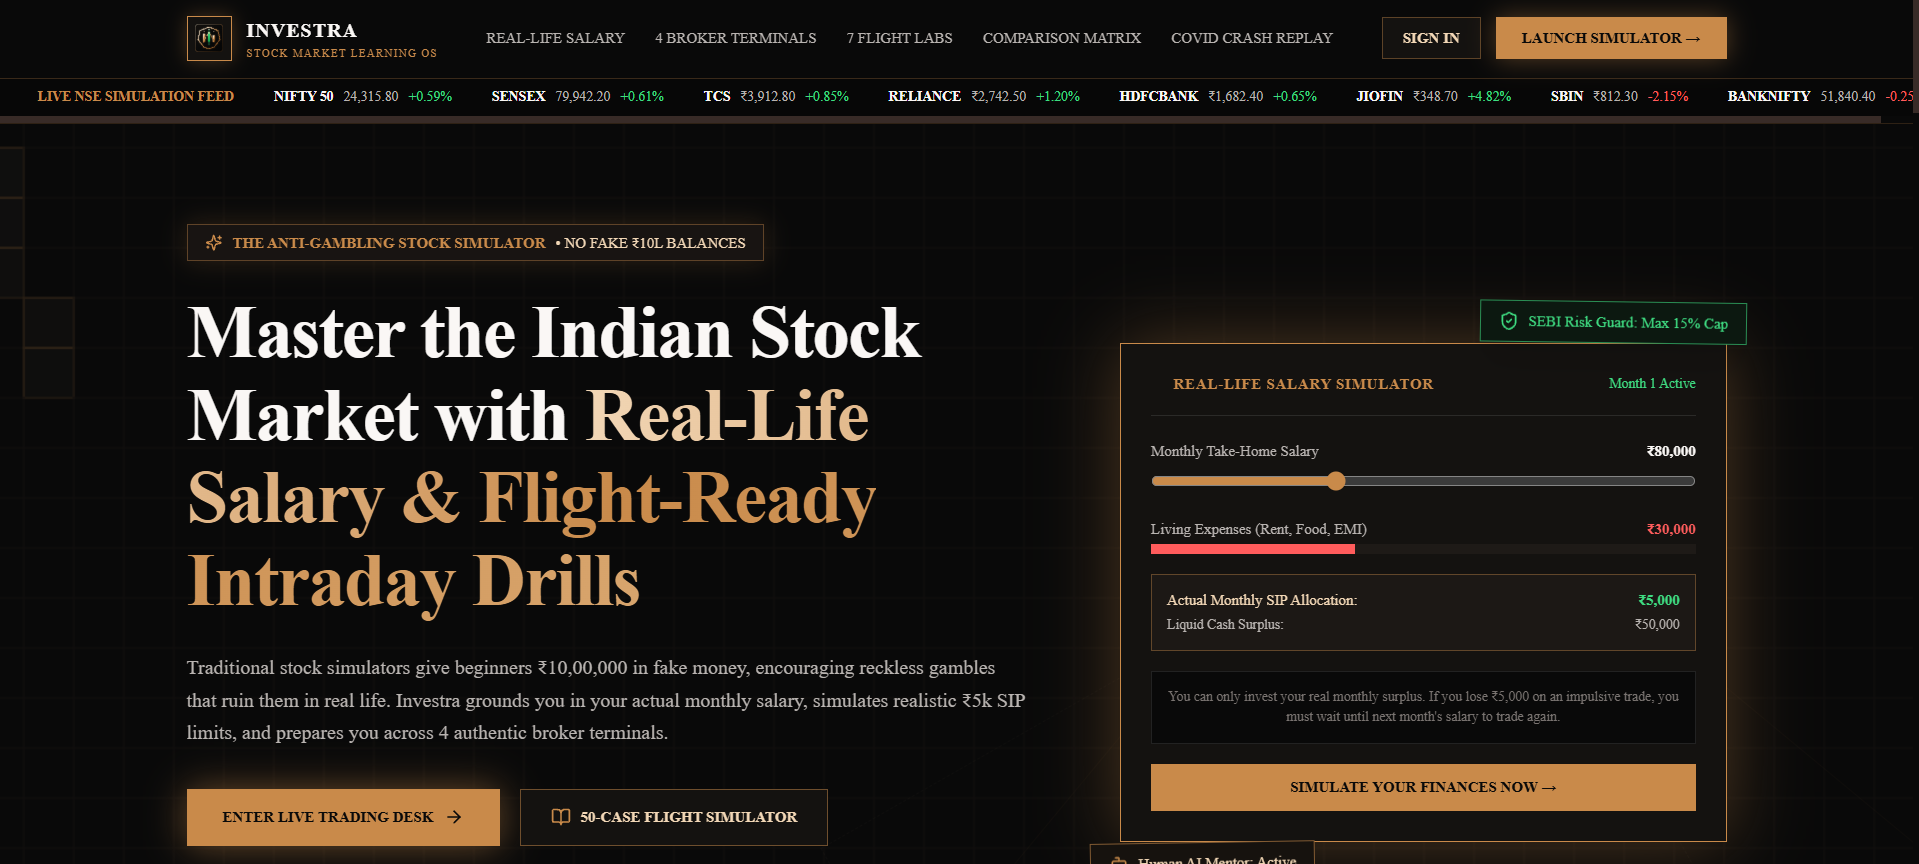 INVESTRA
STOCK MARKET LEARNING OS
REAL-LIFE SALARY
4 BROKER TERMINALS
7 FLIGHT LABS
COMPARISON MATRIX
COVID CRASH REPLAY
SIGN IN
LAUNCH SIMULATOR →
LIVE NSE SIMULATION FEED
NIFTY 50 24,315.80 +0.59%
SENSEX 79,942.20 +0.61%
TCS ₹3,912.80 +0.85%
RELIANCE ₹2,742.50 +1.20%
HDFCBANK ₹1,682.40 +0.65%
JIOFIN ₹348.70 +4.82%
SBIN ₹812.30 -2.15%
BANKNIFTY 51,840.40 -0.25
THE ANTI-GAMBLING STOCK SIMULATOR • NO FAKE ₹10L BALANCES
Master the Indian Stock
Market with Real-Life
Salary & Flight-Ready
Intraday Drills
Traditional stock simulators give beginners ₹10,00,000 in fake money, encouraging reckless gambles
that ruin them in real life. Investra grounds you in your actual monthly salary, simulates realistic ₹5k SIP
limits, and prepares you across 4 authentic broker terminals.
ENTER LIVE TRADING DESK →
50-CASE FLIGHT SIMULATOR
SEBI Risk Guard: Max 15% Cap
REAL-LIFE SALARY SIMULATOR
Month 1 Active
Monthly Take-Home Salary ₹80,000
Living Expenses (Rent, Food, EMI) ₹30,000
Actual Monthly SIP Allocation: ₹5,000
Liquid Cash Surplus: ₹50,000
You can only invest your real monthly surplus. If you lose ₹5,000 on an impulsive trade, you
must wait until next month's salary to trade again.
SIMULATE YOUR FINANCES NOW →
Human AI Mentor: Active